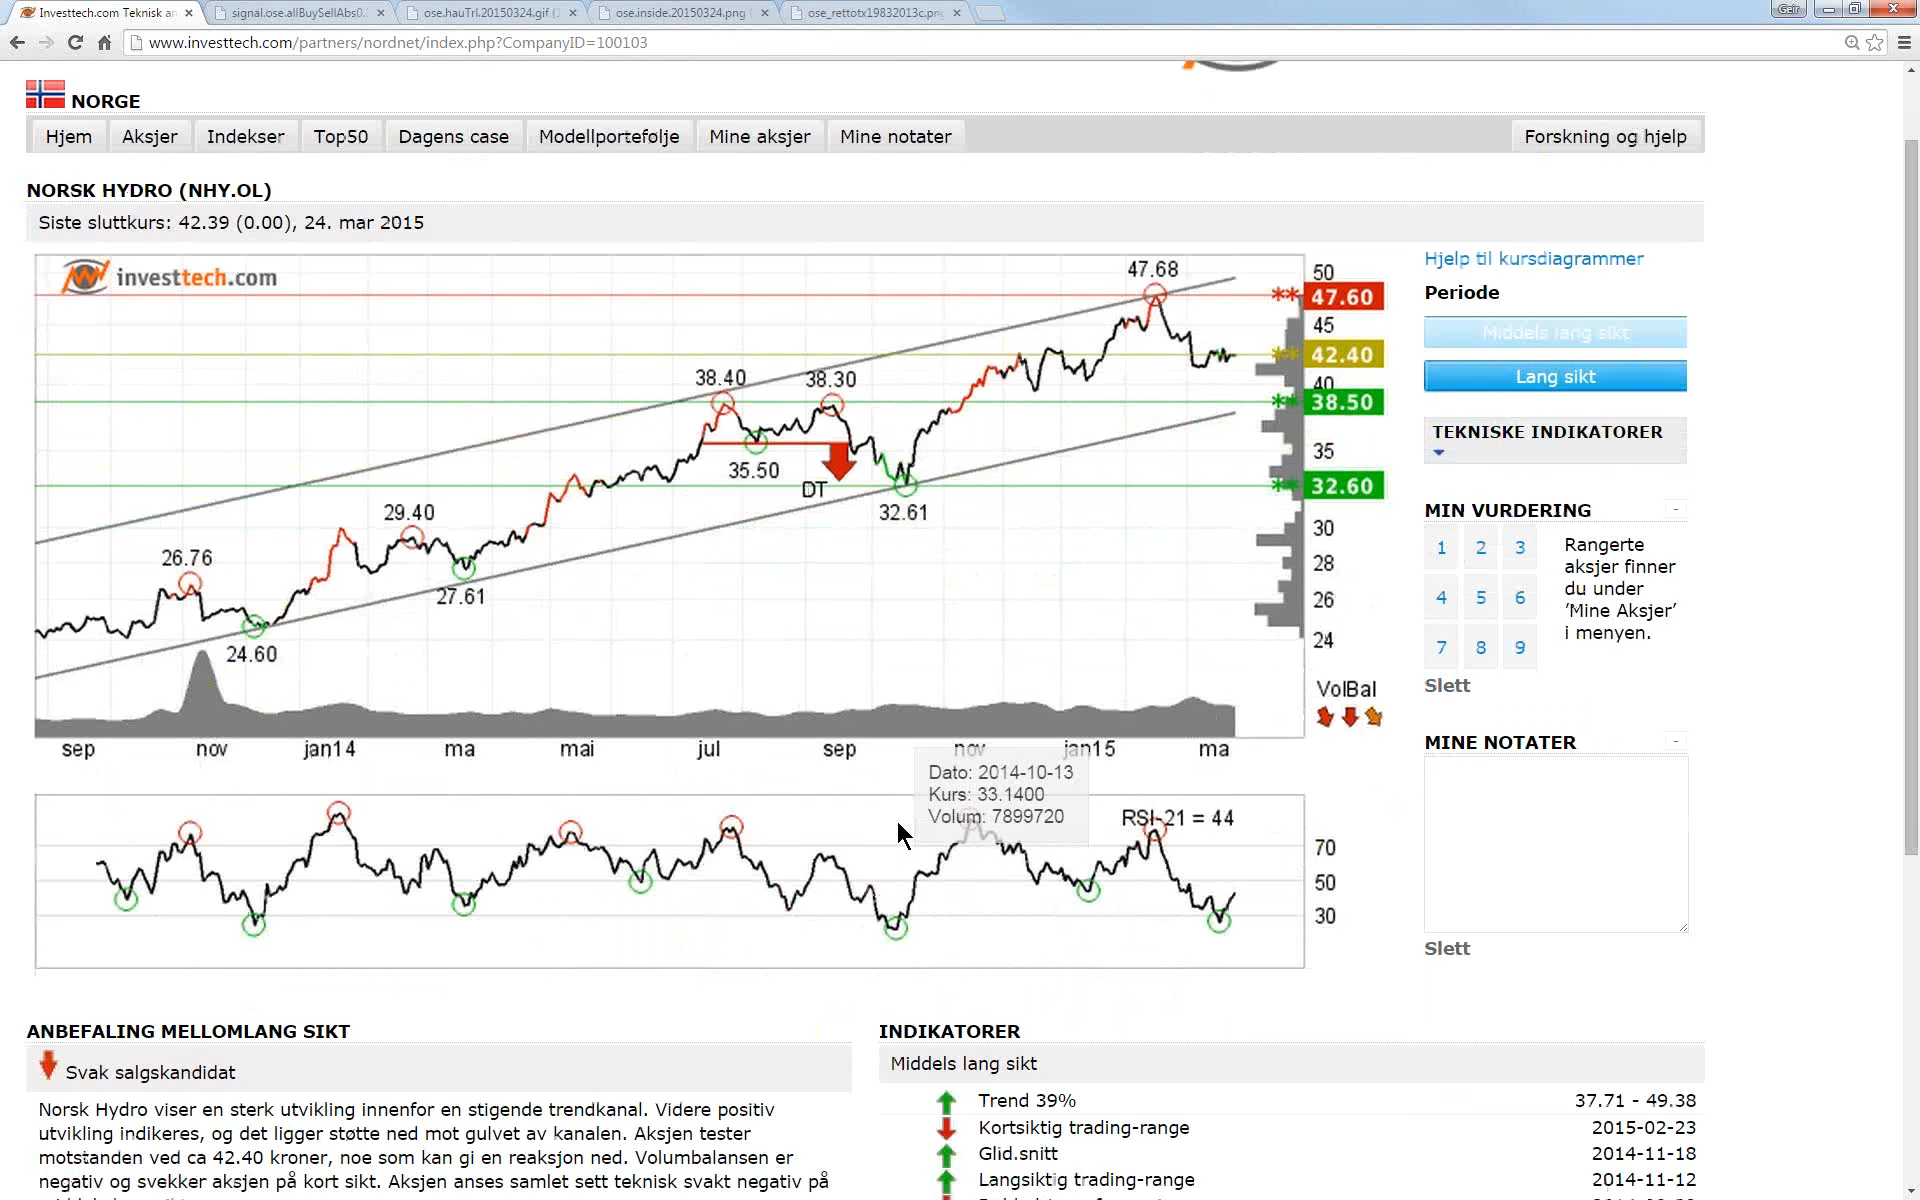 Investtech.com Teknisk an
signal.ose.allBuySellAbs0.
ose.hauTrl.20150324.gif (
ose.inside.20150324.png (
ose_rettotx19832013c.pn
Geir
www.investtech.com/partners/nordnet/index.php?CompanyID=100103
NORGE
Hjem Aksjer Indekser Top50 Dagens case Modellportefølje Mine aksjer Mine notater Forskning og hjelp
NORSK HYDRO (NHY.OL)
Siste sluttkurs: 42.39 (0.00), 24. mar 2015
investtech.com
47.68
38.40
38.30
35.50
DT
32.61
29.40
27.61
26.76
24.60
50
47.60
45
42.40
40
38.50
35
32.60
30
28
26
24
VolBal
sep nov jan14 ma mai jul sep nov jan15 ma
Dato: 2014-10-13
Kurs: 33.1400
Volum: 7899720
RSI-21 = 44
70
50
30
Hjelp til kursdiagrammer
Periode
Middels lang sikt
Lang sikt
TEKNISKE INDIKATORER
MIN VURDERING
-
1 2 3
4 5 6
7 8 9
Rangerte
aksjer finner
du under
’Mine Aksjer’
i menyen.
Slett
MINE NOTATER
-
Slett
ANBEFALING MELLOMLANG SIKT
Svak salgskandidat
Norsk Hydro viser en sterk utvikling innenfor en stigende trendkanal. Videre positiv
utvikling indikeres, og det ligger støtte ned mot gulvet av kanalen. Aksjen tester
motstanden ved ca 42.40 kroner, noe som kan gi en reaksjon ned. Volumbalansen er
negativ og svekker aksjen på kort sikt. Aksjen anses samlet sett teknisk svakt negativ på
INDIKATORER
Middels lang sikt
Trend 39% 37.71 - 49.38
Kortsiktig trading-range 2015-02-23
Glid.snitt 2014-11-18
Langsiktig trading-range 2014-11-12